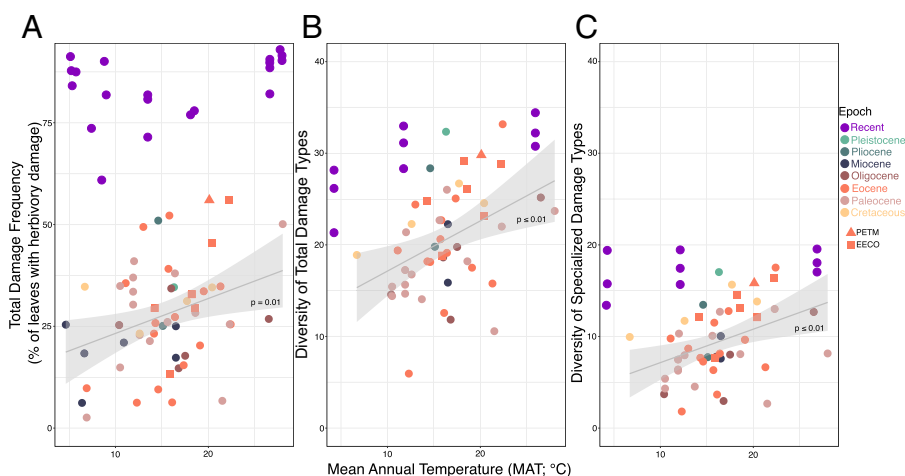 A
B
C
Total Damage Frequency
(% of leaves with herbivory damage)
75
50
25
0
10
20
p = 0.01
Diversity of Total Damage Types
40
30
20
10
0
10
20
p ≤ 0.01
Mean Annual Temperature (MAT; °C)
Diversity of Specialized Damage Types
40
30
20
10
0
10
20
p ≤ 0.01
Epoch
Recent
Pleistocene
Pliocene
Miocene
Oligocene
Eocene
Paleocene
Cretaceous
PETM
EECO